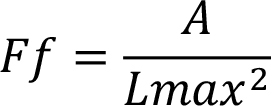 Ff = A / Lmax²